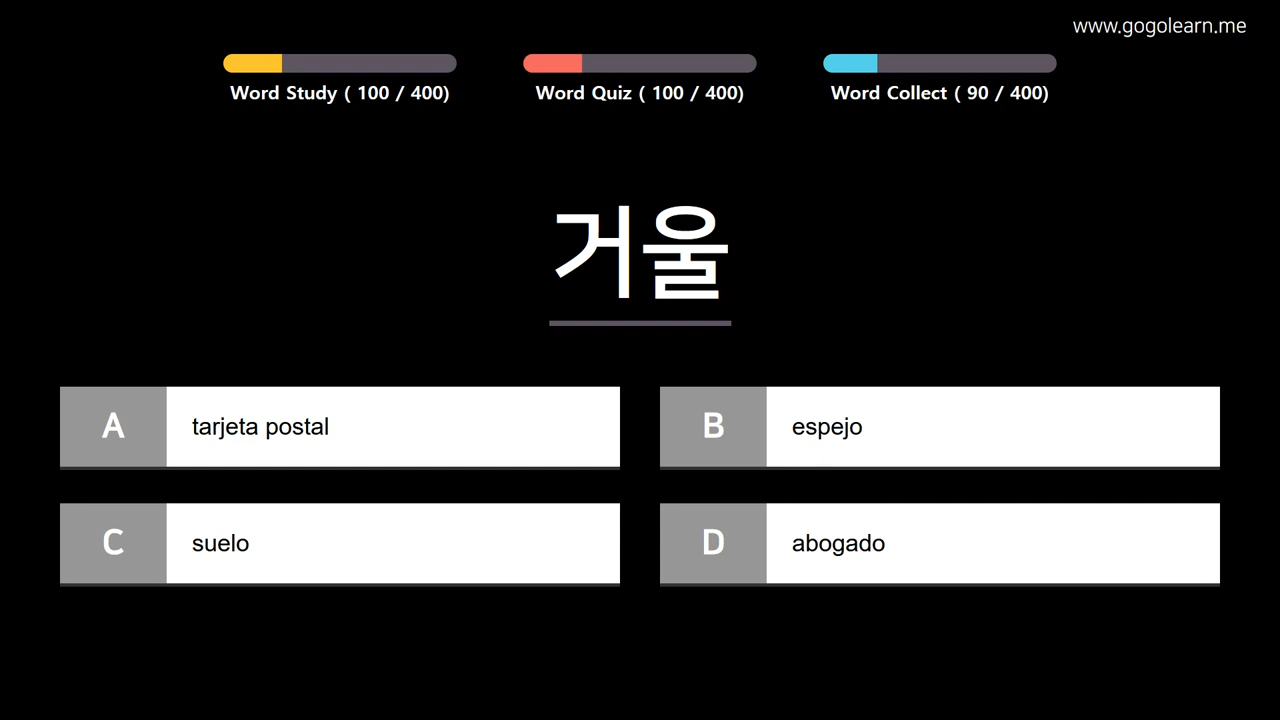 www.gogolearn.me
Word Study ( 100 / 400)
Word Quiz ( 100 / 400)
Word Collect ( 90 / 400)
거울
A tarjeta postal
B espejo
C suelo
D abogado